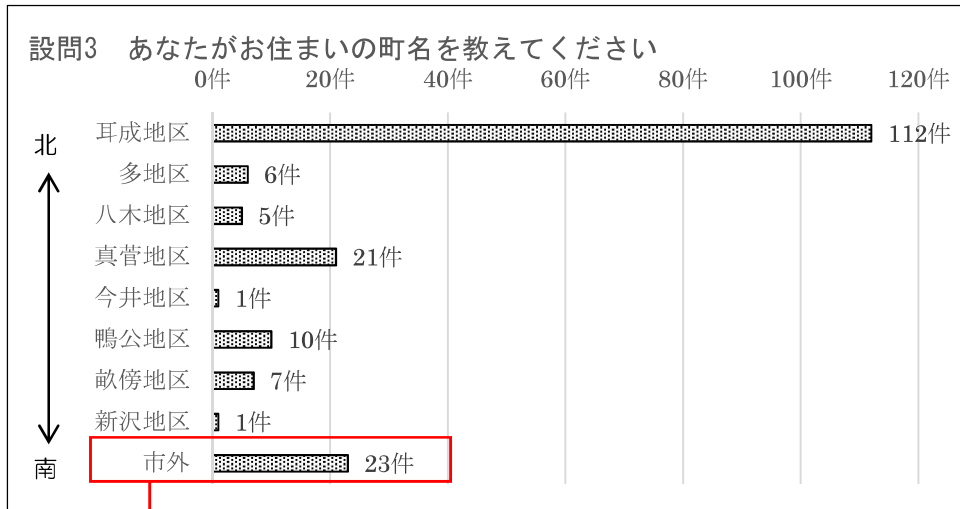 設問3　あなたがお住まいの町名を教えてください
0件 20件 40件 60件 80件 100件 120件
北
耳成地区 112件
多地区 6件
八木地区 5件
真菅地区 21件
今井地区 1件
鴨公地区 10件
畝傍地区 7件
新沢地区 1件
市外 23件
南